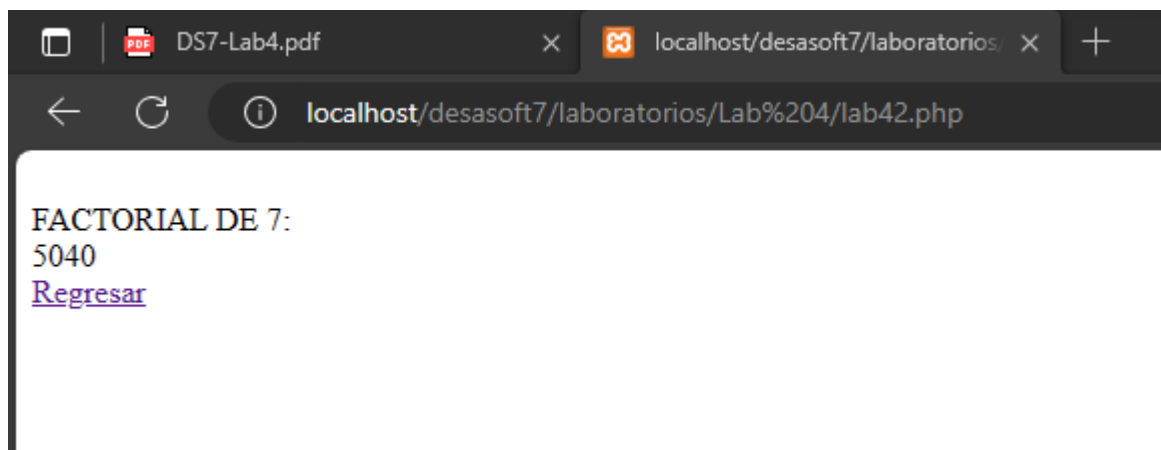 DS7-Lab4.pdf
localhost/desasoft7/laboratorios/
localhost/desasoft7/laboratorios/Lab%204/lab42.php
FACTORIAL DE 7:
5040
Regresar